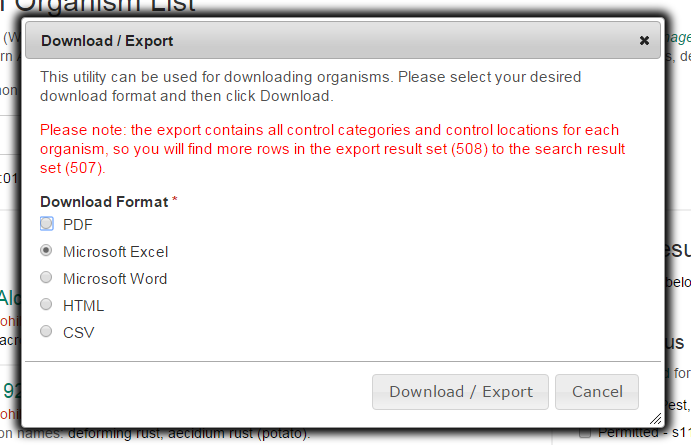 Organism List
Download / Export
This utility can be used for downloading organisms. Please select your desired
download format and then click Download.
Please note: the export contains all control categories and control locations for each
organism, so you will find more rows in the export result set (508) to the search result
set (507).
Download Format *
PDF
Microsoft Excel
Microsoft Word
HTML
CSV
Download / Export
Cancel
92
on names: deforming rust, aecidium rust (potato).
Permitted - s11